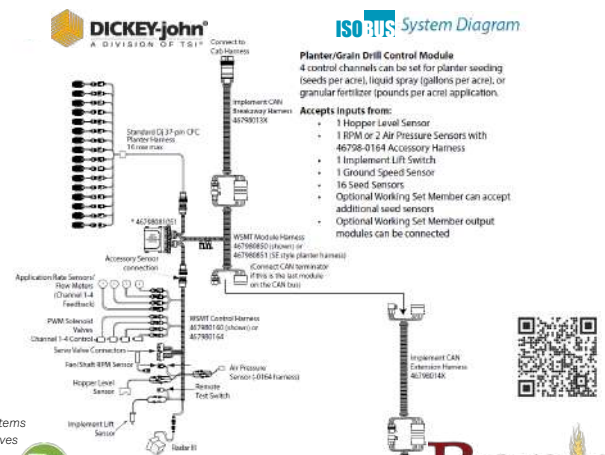 DICKEY-john®
A DIVISION OF TSI®
ISOBUS System Diagram
Connect to
Cab Harness
Planter/Grain Drill Control Module
4 control channels can be set for planter seeding
(seeds per acre), liquid spray (gallons per acre), or
granular fertilizer (pounds per acre) application.
Accepts Inputs from:
• 1 Hopper Level Sensor
• 1 RPM or 2 Air Pressure Sensors with
46798-0164 Accessory Harness
• 1 Implement Lift Switch
• 1 Ground Speed Sensor
• 16 Seed Sensors
• Optional Working Set Member can accept
additional seed sensors
• Optional Working Set Member output
modules can be connected
Implement CAN
Breakaway Harness
46798013X
Standard DJ 37-pin CPC
Planter Harness
16 row max
* 467980810S1
Accessory Sensor
connection
WSMT Module Harness
467980850 (shown) or
467980851 (SE style planter harness)
(Connect CAN terminator
if this is the last module
on the CAN bus)
Application Rate Sensors/
Flow Meters
(Channel 1-4
Feedback)
1 2 3 4
PWM Solenoid
Valves
Channel 1-4 Control
WSMT Control Harness
467980160 (shown) or
467980164
Servo Valve Connectors
Fan/Shaft RPM Sensor
Air Pressure
Sensor (-0164 harness)
Hopper Level
Sensor
Remote
Test Switch
Implement Lift
Sensor
Radar III
Implement CAN
Extension Harness
46798014X